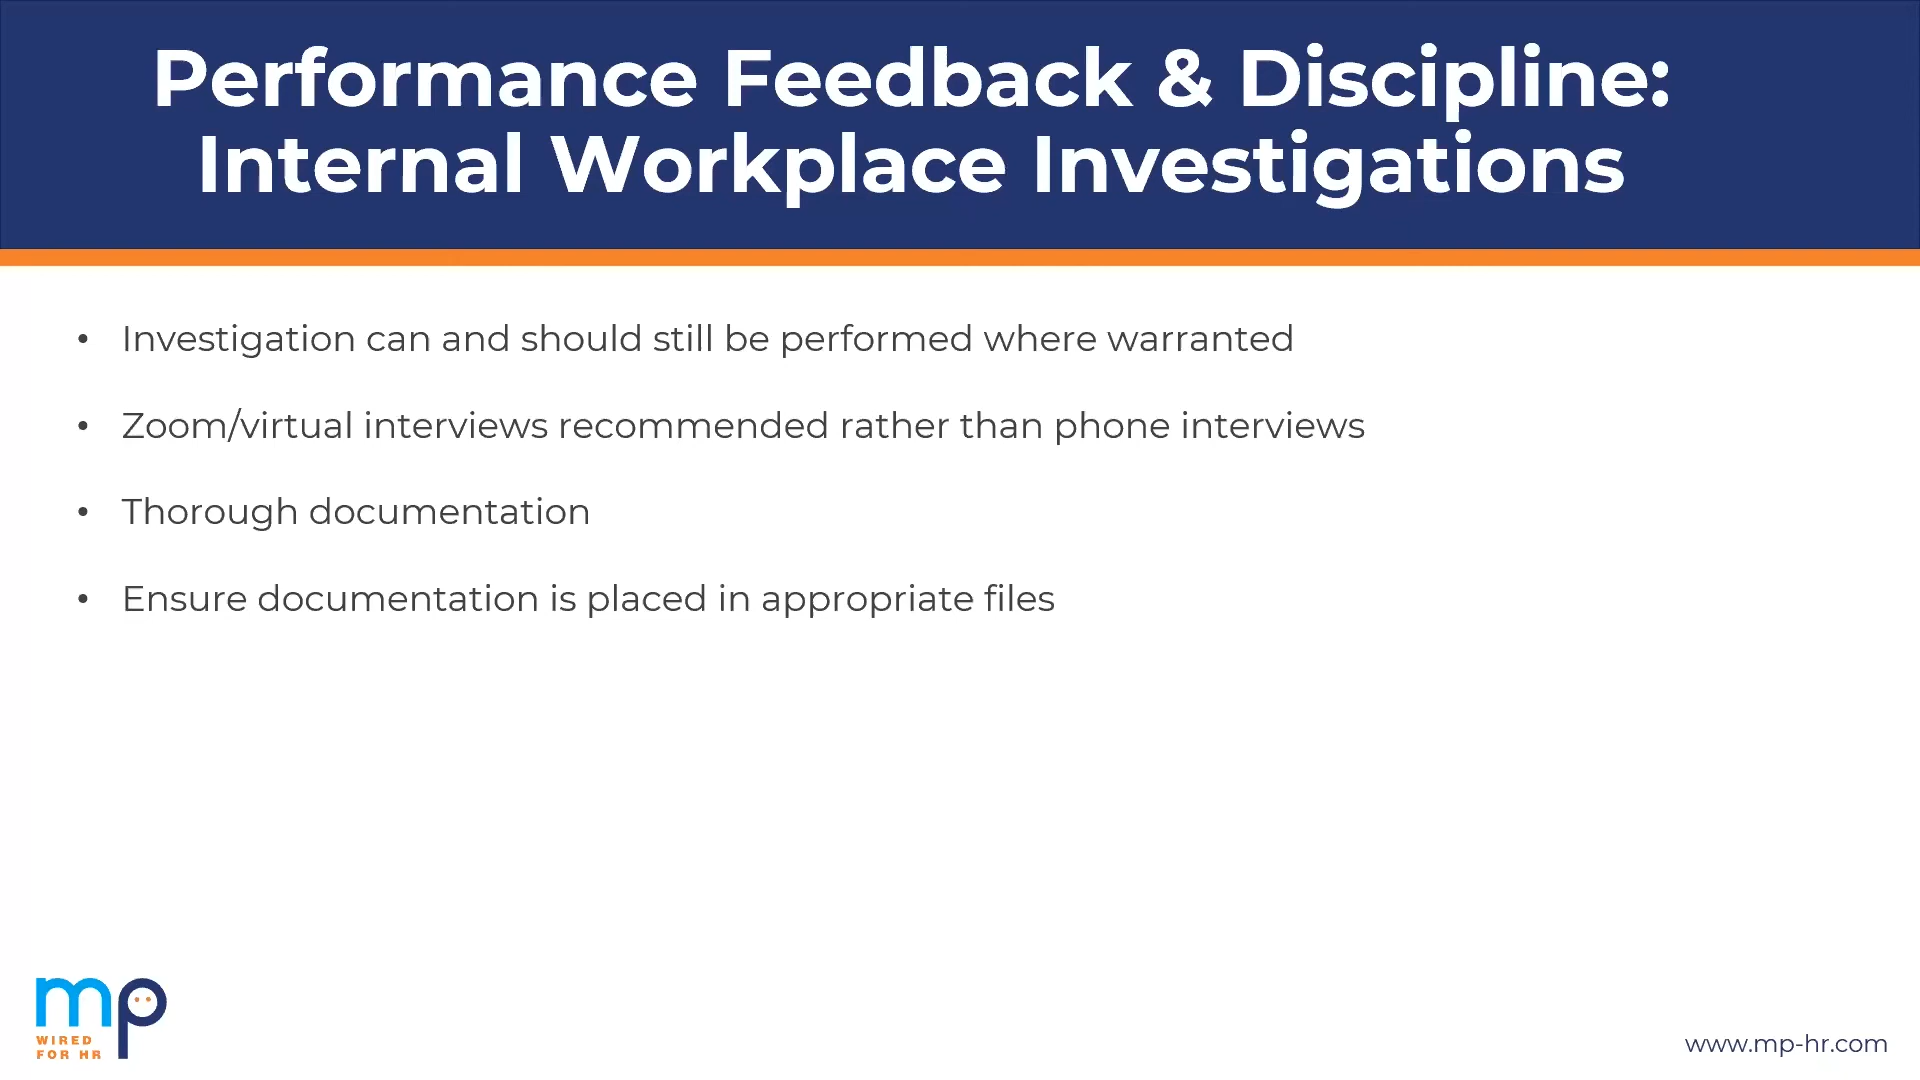 Performance Feedback & Discipline:
Internal Workplace Investigations
• Investigation can and should still be performed where warranted
• Zoom/virtual interviews recommended rather than phone interviews
• Thorough documentation
• Ensure documentation is placed in appropriate files
mp
WIRED
FOR HR
www.mp-hr.com